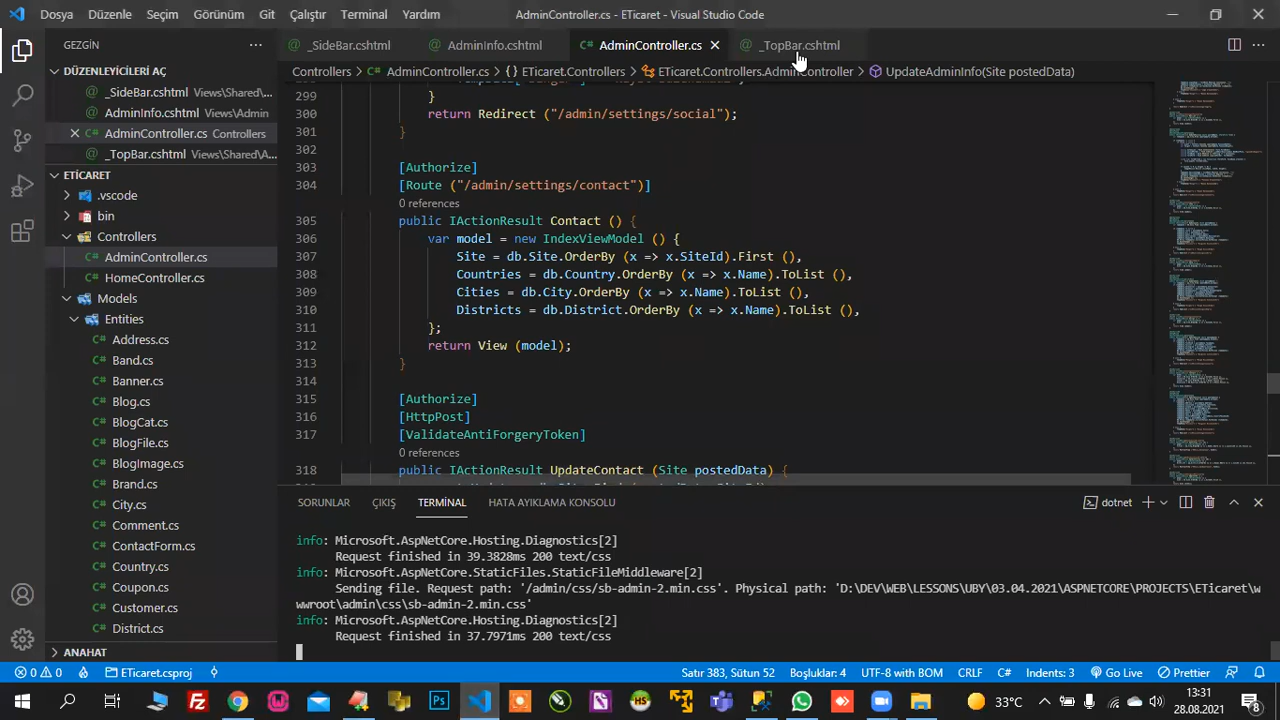 Dosya Düzenle Seçim Görünüm Git Çalıştır Terminal Yardım AdminController.cs - ETicaret - Visual Studio Code
GEZGİN
_SideBar.cshtml AdminInfo.cshtml AdminController.cs _TopBar.cshtml
Controllers > AdminController.cs > {} ETicaret.Controllers > ETicaret.Controllers.AdminController > UpdateAdminInfo(Site postedData)
DÜZENLEYİCİLERİ AÇ
_SideBar.cshtml Views\Shared\A...
AdminInfo.cshtml Views\Admin
AdminController.cs Controllers
_TopBar.cshtml Views\Shared\A...
ETİCARET
.vscode
bin
Controllers
AdminController.cs
HomeController.cs
Models
Entities
Address.cs
Band.cs
Banner.cs
Blog.cs
BlogCat.cs
BlogFile.cs
BlogImage.cs
Brand.cs
City.cs
Comment.cs
ContactForm.cs
Country.cs
Coupon.cs
Customer.cs
District.cs
ANAHAT
299 }
300 return Redirect ("/admin/settings/social");
301 }
302
303 [Authorize]
304 [Route ("/admin/settings/contact")]
0 references
305 public IActionResult Contact () {
306 var model = new IndexViewModel () {
307 Site = db.Site.OrderBy (x => x.SiteId).First (),
308 Countries = db.Country.OrderBy (x => x.Name).ToList (),
309 Cities = db.City.OrderBy (x => x.Name).ToList (),
310 Districts = db.District.OrderBy (x => x.Name).ToList (),
311 };
312 return View (model);
313 }
314
315 [Authorize]
316 [HttpPost]
317 [ValidateAntiForgeryToken]
0 references
318 public IActionResult UpdateContact (Site postedData) {
SORUNLAR ÇIKIŞ TERMİNAL HATA AYIKLAMA KONSOLU dotnet
info: Microsoft.AspNetCore.Hosting.Diagnostics[2]
Request finished in 39.3828ms 200 text/css
info: Microsoft.AspNetCore.StaticFiles.StaticFileMiddleware[2]
Sending file. Request path: '/admin/css/sb-admin-2.min.css'. Physical path: 'D:\DEV\WEB\LESSONS\UBY\03.04.2021\ASPNETCORE\PROJECTS\ETicaret\w
wwroot\admin\css\sb-admin-2.min.css'
info: Microsoft.AspNetCore.Hosting.Diagnostics[2]
Request finished in 37.7971ms 200 text/css
0 0 ETicaret.csproj Satır 383, Sütun 52 Boşluklar: 4 UTF-8 with BOM CRLF C# Indents: 3 Go Live Prettier
33°C 13:31
28.08.2021 8